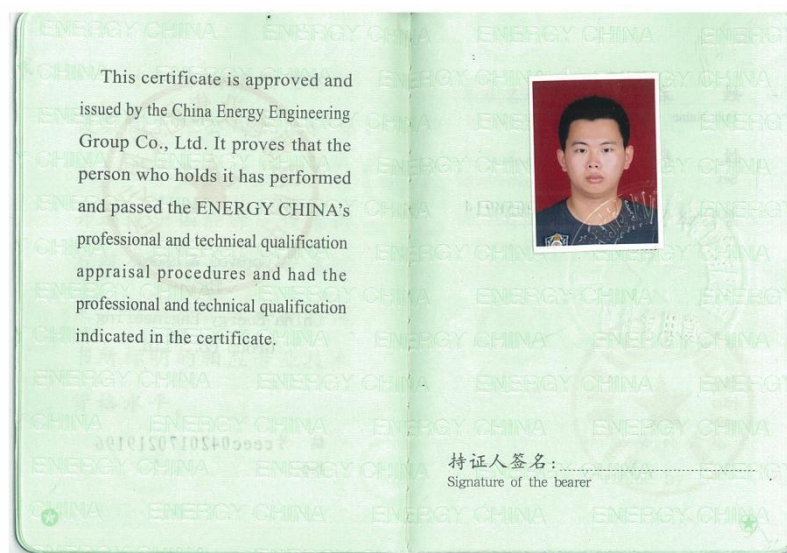 This certificate is approved and
issued by the China Energy Engineering
Group Co., Ltd. It proves that the
person who holds it has performed
and passed the ENERGY CHINA's
professional and technieal qualification
appraisal procedures and had the
professional and technical qualification
indicated in the certificate.
持证人签名:
Signature of the bearer
ENERGY CHINA